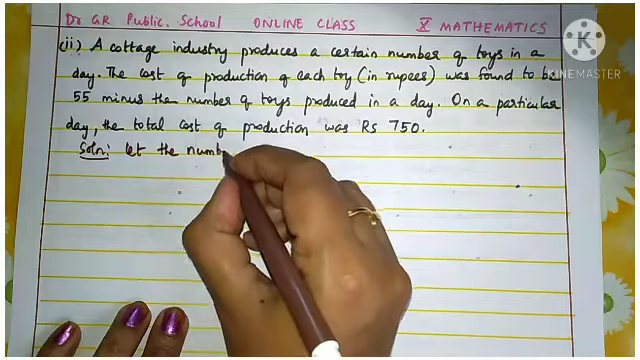 Dr GR Public. School ONLINE CLASS X MATHEMATICS
(ii) A cottage industry produces a certain number of toys in a
day. The cost of production of each toy (in rupees) was found to be
55 minus the number of toys produced in a day. On a particular
day, the total cost of production was Rs 750.
Soln: let the numb
KINEMASTER